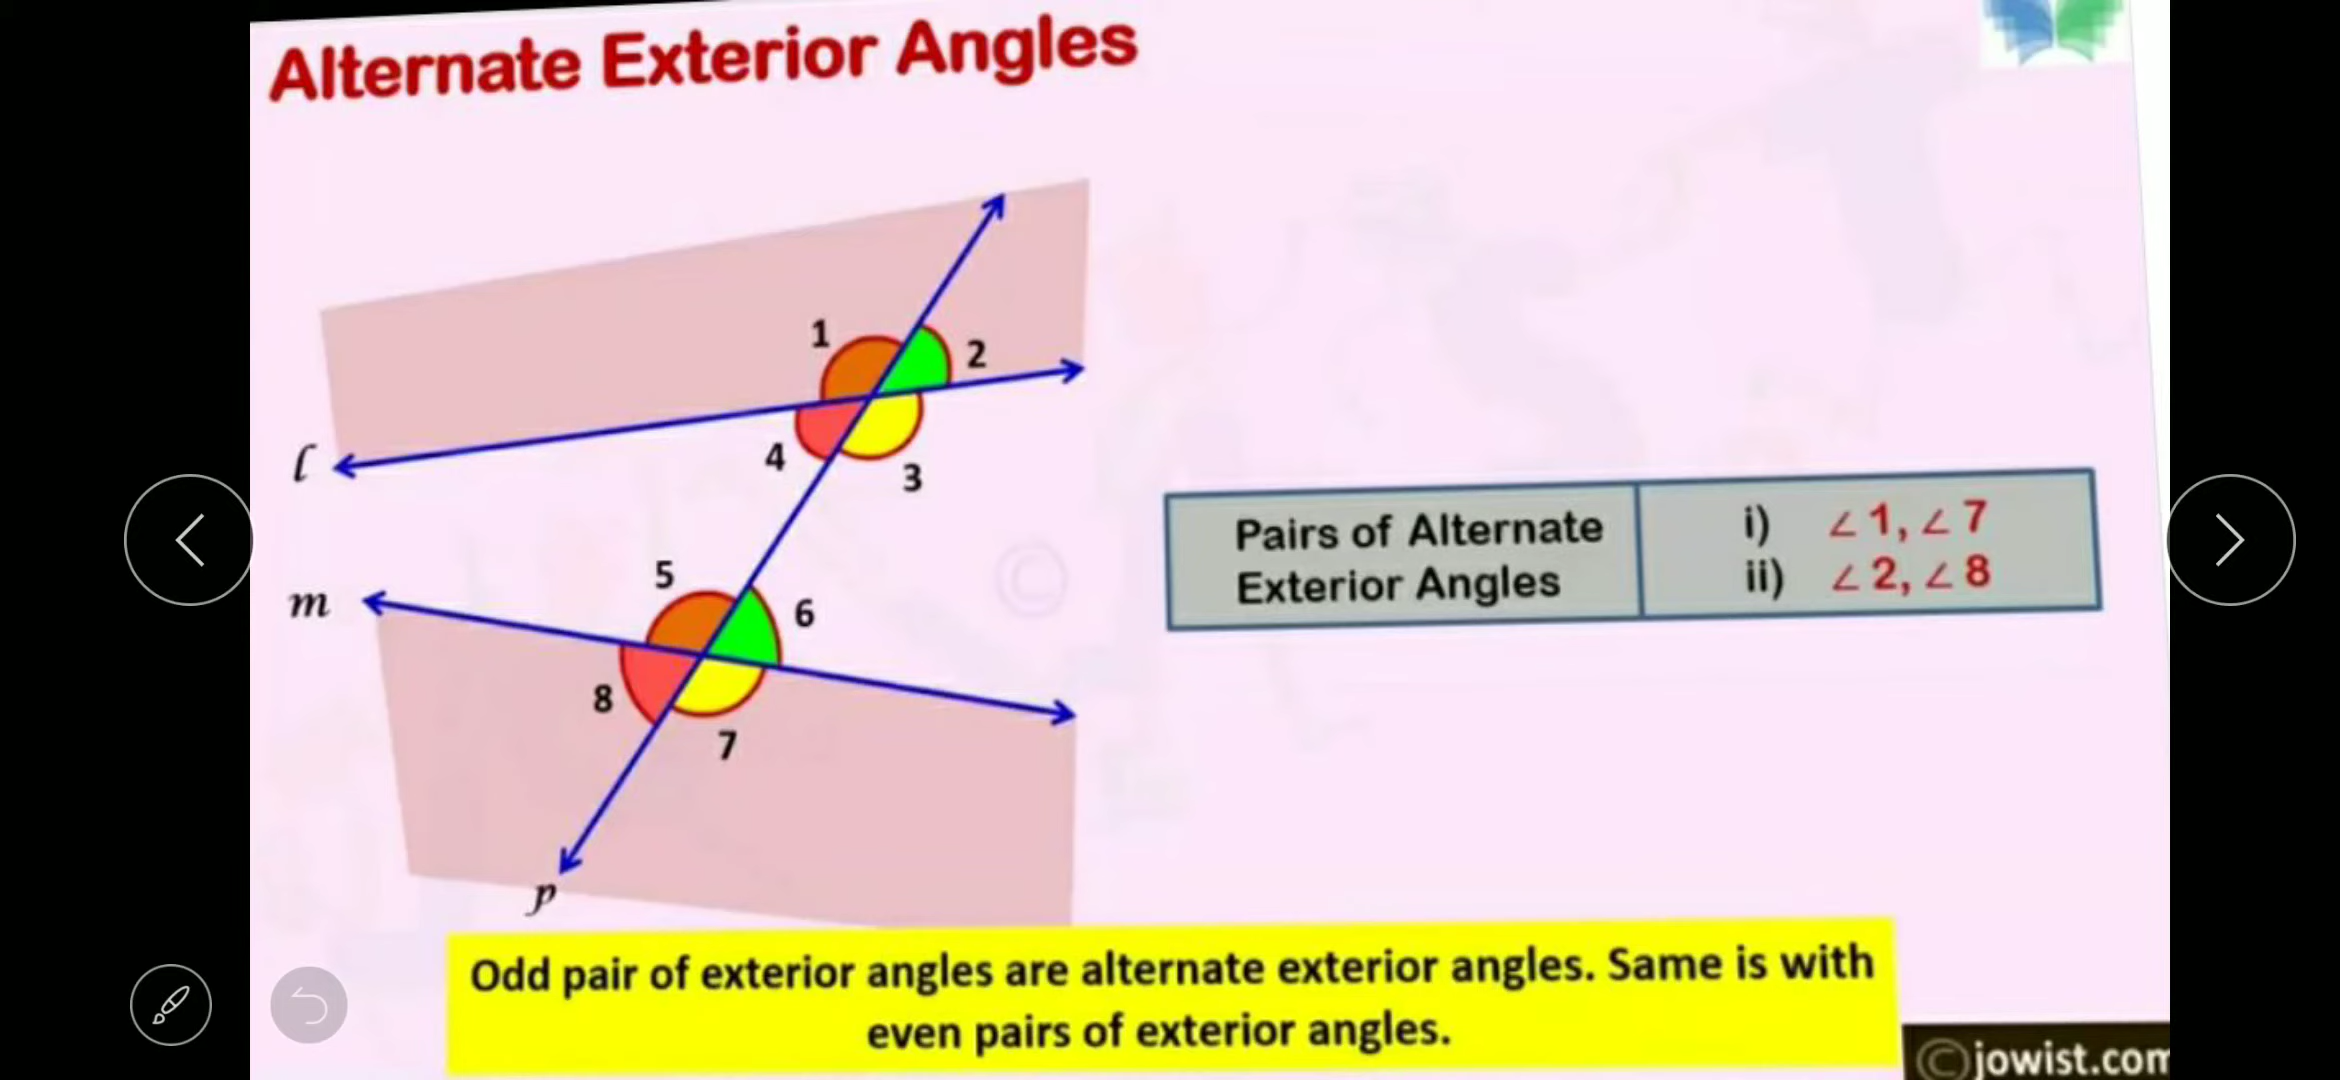 Alternate Exterior Angles
1
2
l
4
3
5
m
6
8
7
p
Pairs of Alternate
Exterior Angles
i) ∠1, ∠7
ii) ∠2, ∠8
©
Odd pair of exterior angles are alternate exterior angles. Same is with
even pairs of exterior angles.
©jowist.com